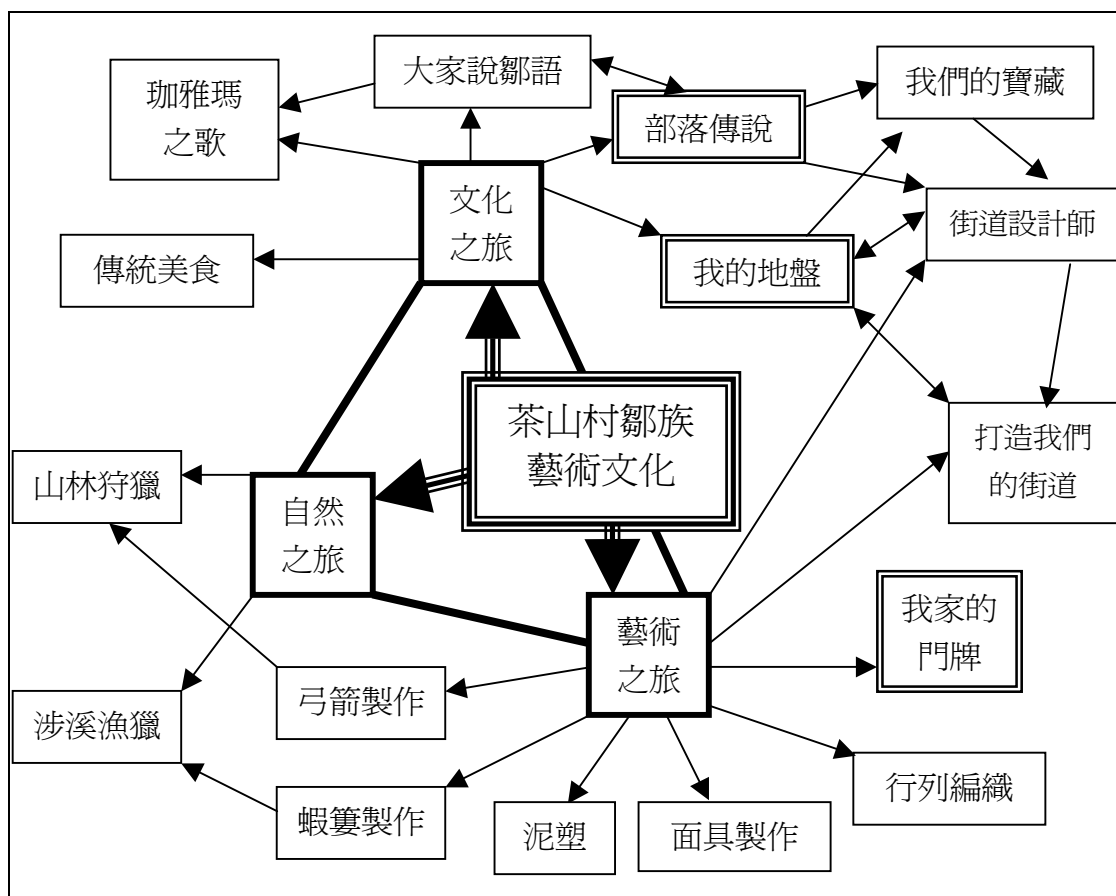 大家說鄒語
我們的寶藏
珈雅瑪
之歌
部落傳說
文化
之旅
街道設計師
傳統美食
我的地盤
茶山村鄒族
藝術文化
打造我們
的街道
山林狩獵
自然
之旅
我家的
門牌
藝術
之旅
弓箭製作
涉溪漁獵
行列編織
蝦簍製作
泥塑
面具製作